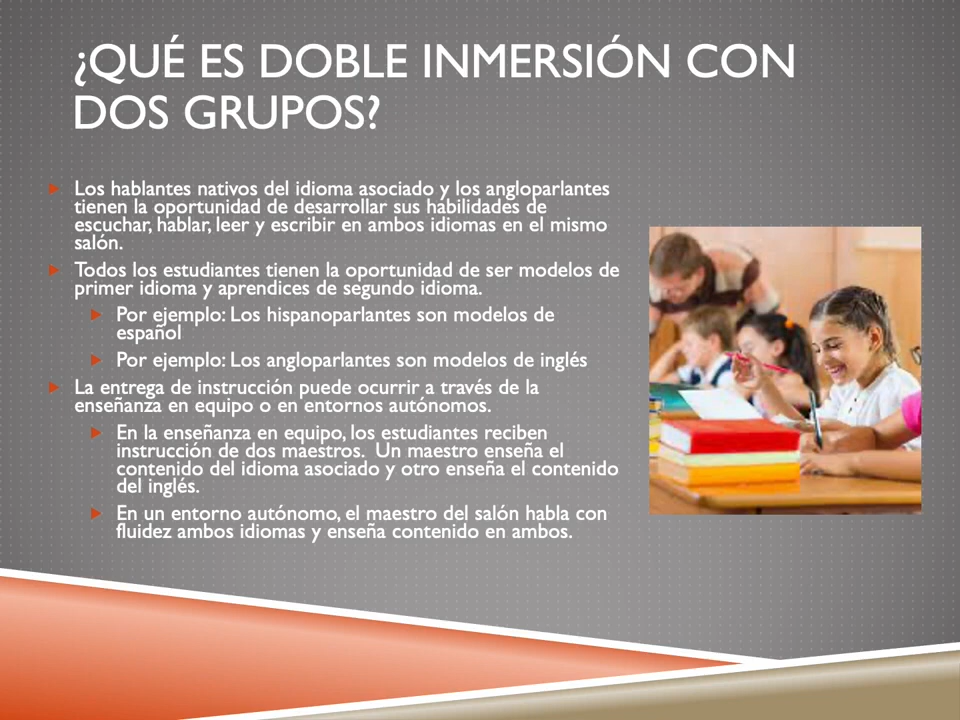 ¿QUÉ ES DOBLE INMERSIÓN CON
DOS GRUPOS?
Los hablantes nativos del idioma asociado y los angloparlantes
tienen la oportunidad de desarrollar sus habilidades de
escuchar, hablar, leer y escribir en ambos idiomas en el mismo
salón.
Todos los estudiantes tienen la oportunidad de ser modelos de
primer idioma y aprendices de segundo idioma.
Por ejemplo: Los hispanoparlantes son modelos de
español
Por ejemplo: Los angloparlantes son modelos de inglés
La entrega de instrucción puede ocurrir a través de la
enseñanza en equipo o en entornos autónomos.
En la enseñanza en equipo, los estudiantes reciben
instrucción de dos maestros.  Un maestro enseña el
contenido del idioma asociado y otro enseña el contenido
del inglés.
En un entorno autónomo, el maestro del salón habla con
fluidez ambos idiomas y enseña contenido en ambos.